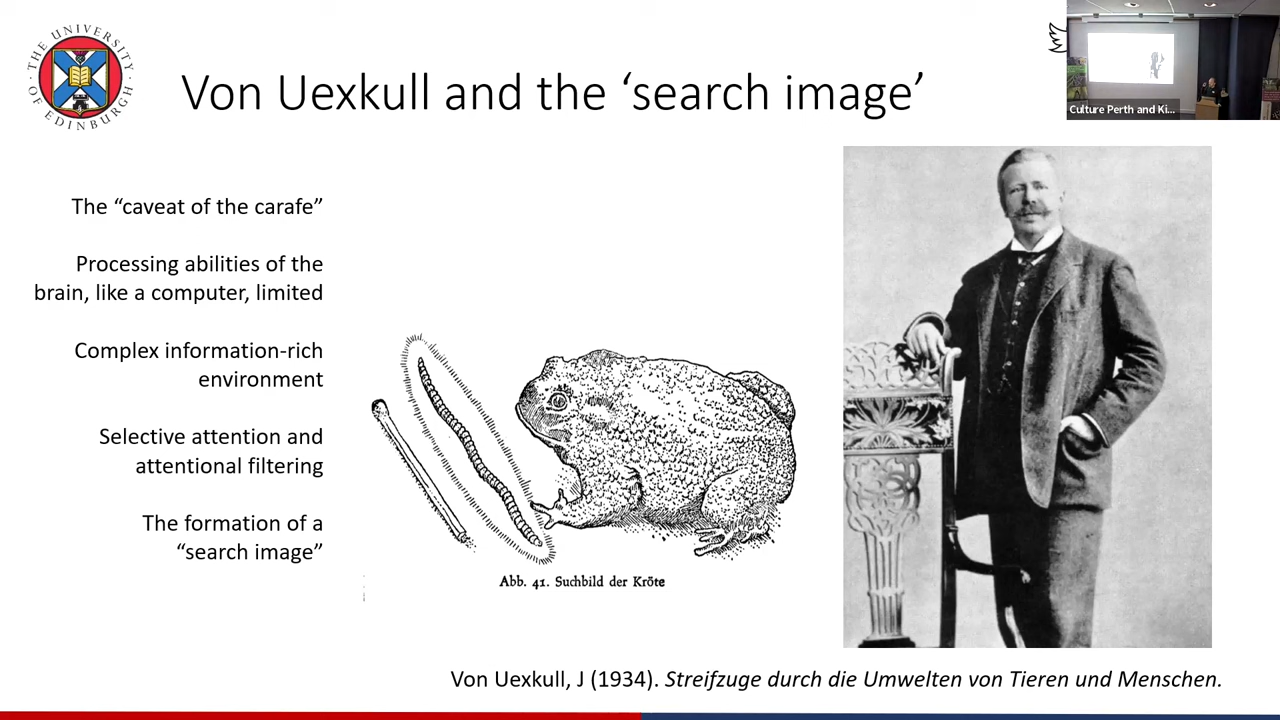 THE UNIVERSITY OF EDINBURGH
Von Uexkull and the ‘search image’
Culture Perth and Ki...
The “caveat of the carafe”
Processing abilities of the
brain, like a computer, limited
Complex information-rich
environment
Selective attention and
attentional filtering
The formation of a
“search image”
Abb. 41. Suchbild der Kröte
Von Uexkull, J (1934). Streifzuge durch die Umwelten von Tieren und Menschen.